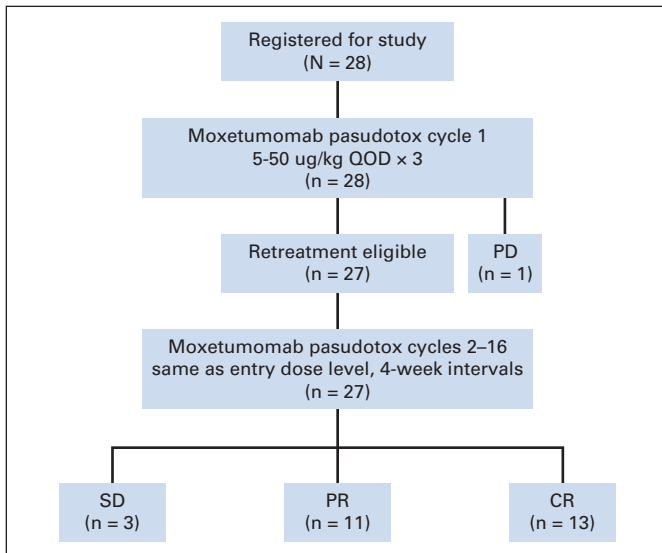 Registered for study
(N = 28)
Moxetumomab pasudotox cycle 1
5-50 ug/kg QOD × 3
(n = 28)
Retreatment eligible
(n = 27)
PD
(n = 1)
Moxetumomab pasudotox cycles 2–16
same as entry dose level, 4-week intervals
(n = 27)
SD
(n = 3)
PR
(n = 11)
CR
(n = 13)